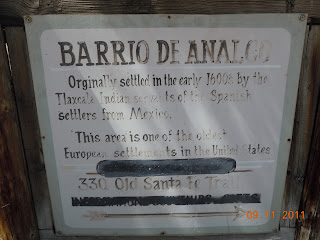 BARRIO DE ANALCO
Orginally settled in the early 1600s by the
Tlaxcala Indian servants of the Spanish
settlers from Mexico.
This area is one of the oldest
European settlements in the United States
330 Old Santa Fe Trail
09/11/2011